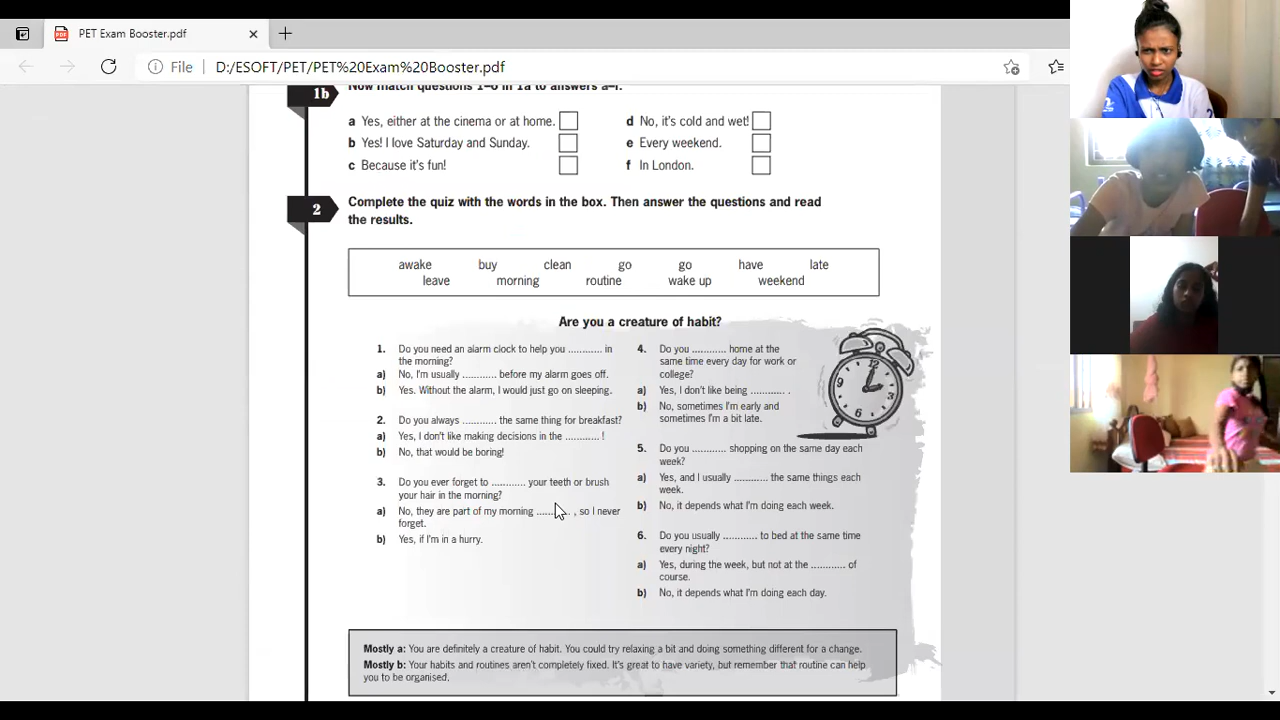 PET Exam Booster.pdf
File D:/ESOFT/PET/PET%20Exam%20Booster.pdf
1b Now match questions 1–6 in 1a to answers a–f.
a Yes, either at the cinema or at home.
b Yes! I love Saturday and Sunday.
c Because it's fun!
d No, it's cold and wet!
e Every weekend.
f In London.
2 Complete the quiz with the words in the box. Then answer the questions and read
the results.
awake buy clean go go have late
leave morning routine wake up weekend
Are you a creature of habit?
1. Do you need an alarm clock to help you ............ in
the morning?
a) No, I'm usually ............ before my alarm goes off.
b) Yes. Without the alarm, I would just go on sleeping.
2. Do you always ............ the same thing for breakfast?
a) Yes, I don't like making decisions in the ............ !
b) No, that would be boring!
3. Do you ever forget to ............ your teeth or brush
your hair in the morning?
a) No, they are part of my morning ............ , so I never
forget.
b) Yes, if I'm in a hurry.
4. Do you ............ home at the
same time every day for work or
college?
a) Yes, I don't like being ............ .
b) No, sometimes I'm early and
sometimes I'm a bit late.
5. Do you ............ shopping on the same day each
week?
a) Yes, and I usually ............ the same things each
week.
b) No, it depends what I'm doing each week.
6. Do you usually ............ to bed at the same time
every night?
a) Yes, during the week, but not at the ............ of
course.
b) No, it depends what I'm doing each day.
12
9
3
6
Mostly a: You are definitely a creature of habit. You could try relaxing a bit and doing something different for a change.
Mostly b: Your habits and routines aren't completely fixed. It's great to have variety, but remember that routine can help
you to be organised.